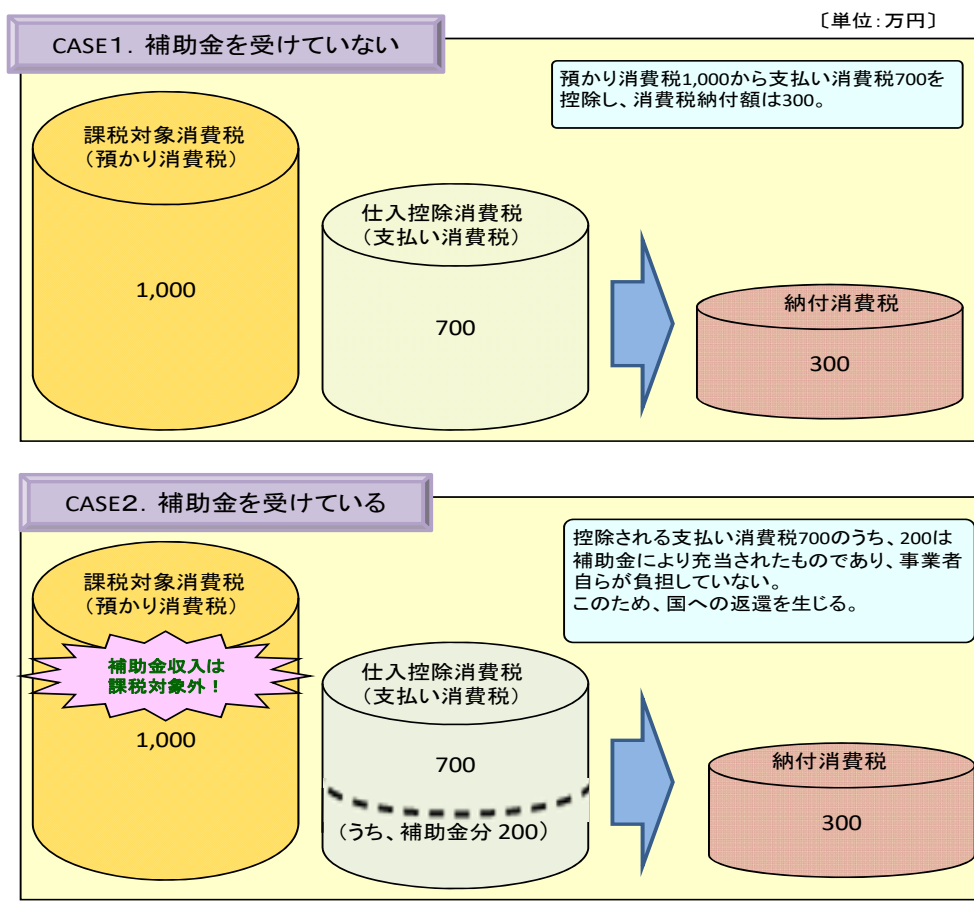 〔単位:万円〕
CASE1．補助金を受けていない
預かり消費税1,000から支払い消費税700を
控除し、消費税納付額は300。
課税対象消費税
（預かり消費税）
1,000
仕入控除消費税
（支払い消費税）
700
納付消費税
300
CASE2．補助金を受けている
控除される支払い消費税700のうち、200は
補助金により充当されたものであり、事業者
自らが負担していない。
このため、国への返還を生じる。
課税対象消費税
（預かり消費税）
補助金収入は
課税対象外！
1,000
仕入控除消費税
（支払い消費税）
700
（うち、補助金分 200）
納付消費税
300